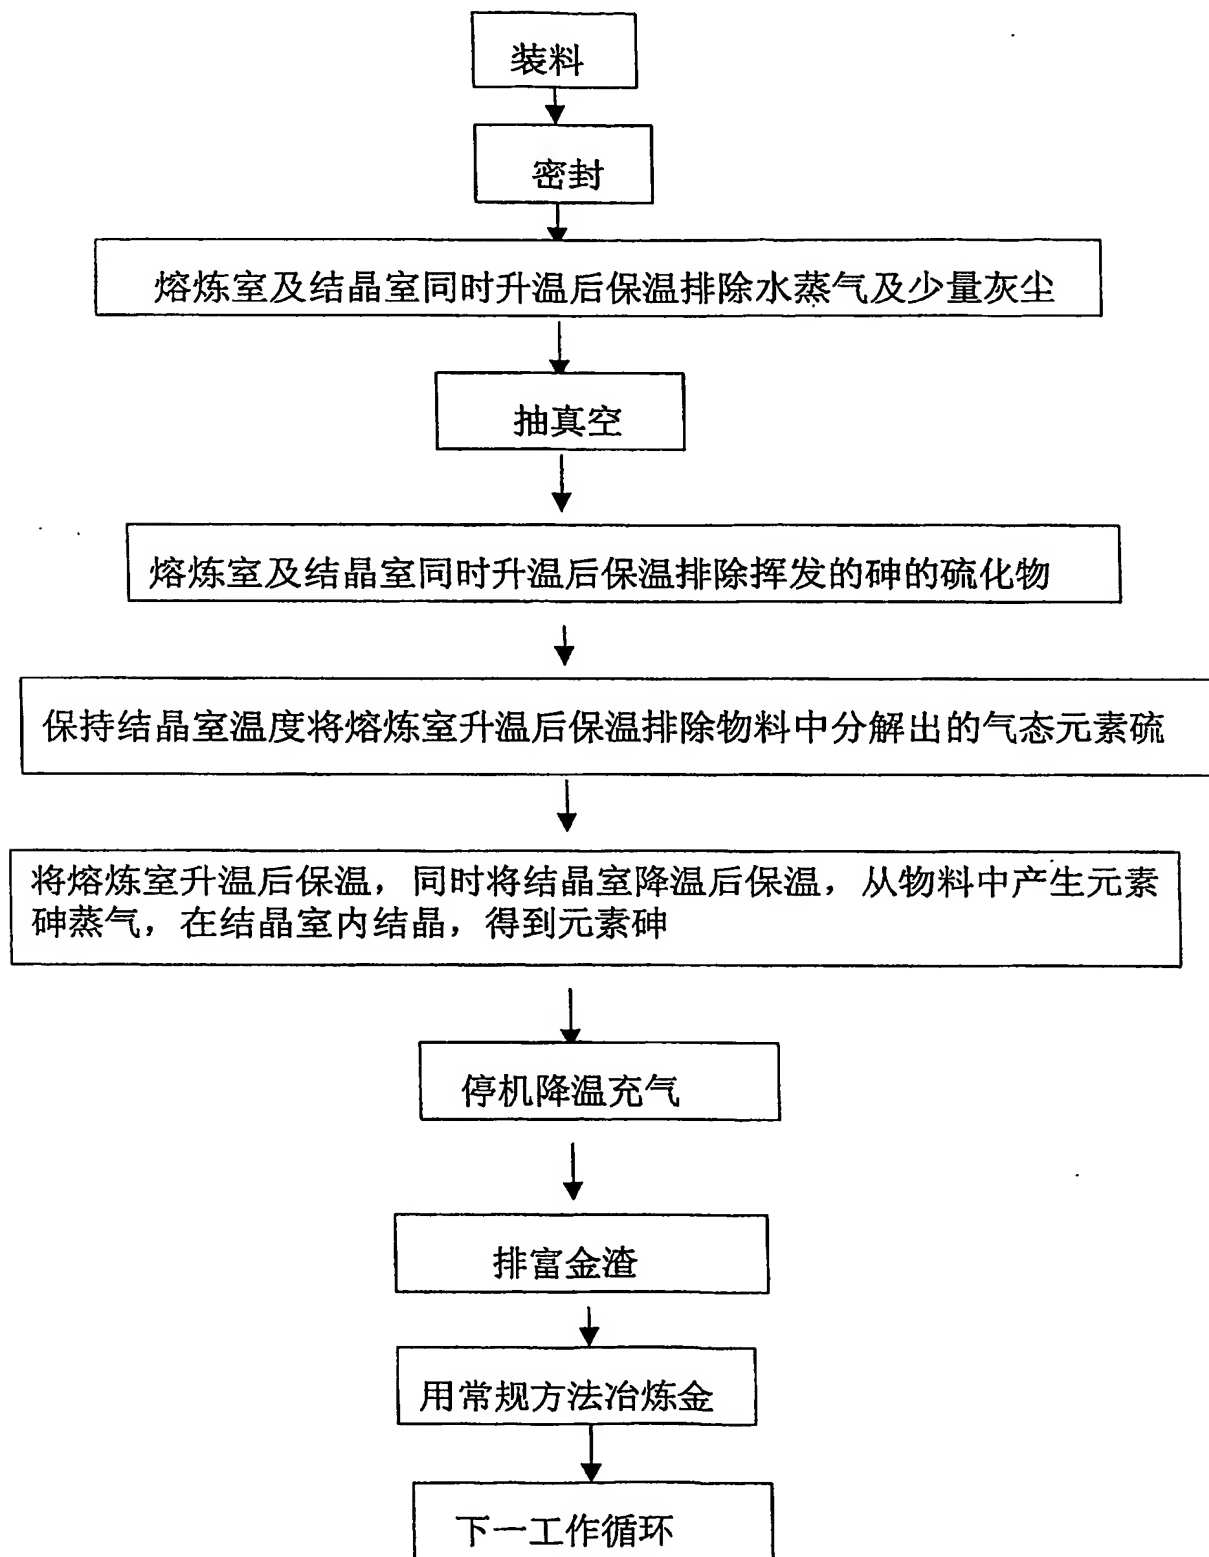 装料
密封
熔炼室及结晶室同时升温后保温排除水蒸气及少量灰尘
抽真空
熔炼室及结晶室同时升温后保温排除挥发的砷的硫化物
保持结晶室温度将熔炼室升温后保温排除物料中分解出的气态元素硫
将熔炼室升温后保温，同时将结晶室降温后保温，从物料中产生元素
砷蒸气，在结晶室内结晶，得到元素砷
停机降温充气
排富金渣
用常规方法冶炼金
下一工作循环